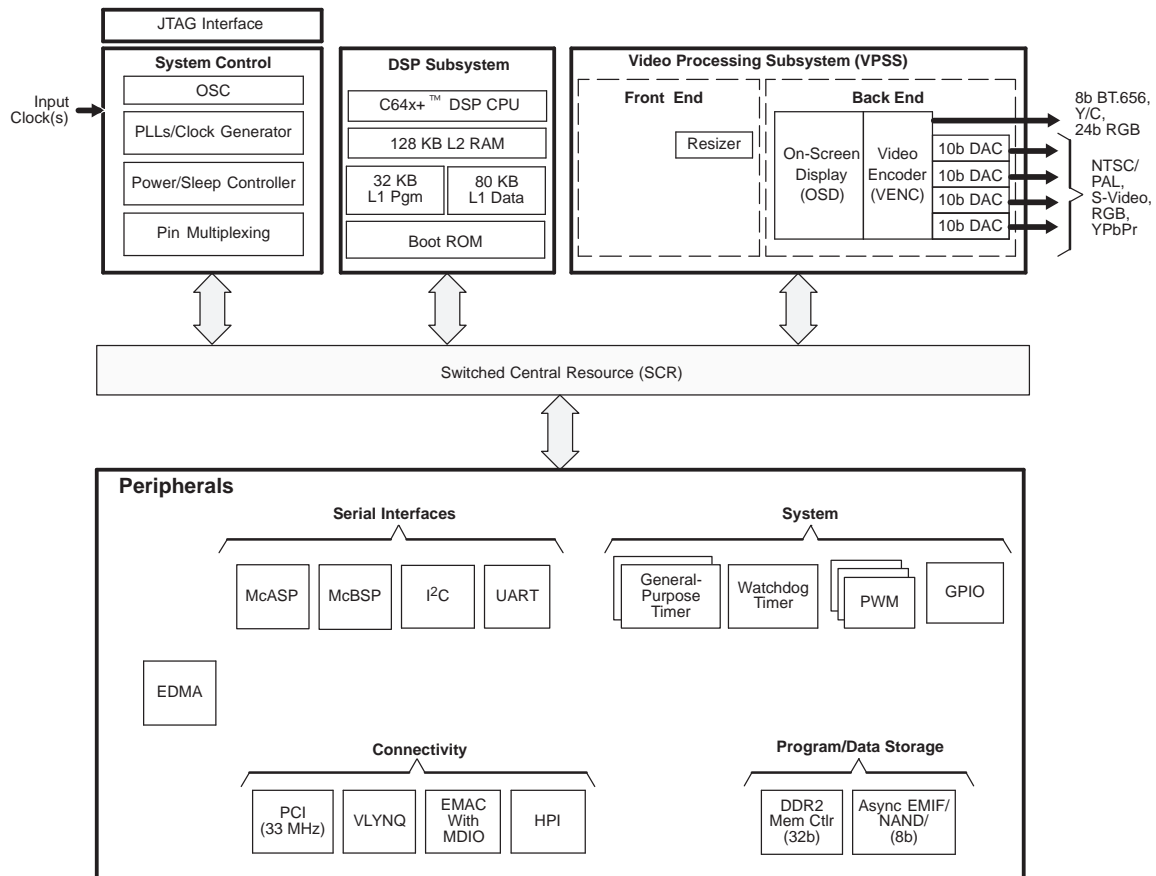 JTAG Interface
System Control
OSC
PLLs/Clock Generator
Power/Sleep Controller
Pin Multiplexing
Input
Clock(s)
DSP Subsystem
C64x+™ DSP CPU
128 KB L2 RAM
32 KB
L1 Pgm
80 KB
L1 Data
Boot ROM
Video Processing Subsystem (VPSS)
Front End
Resizer
Back End
On-Screen
Display
(OSD)
Video
Encoder
(VENC)
10b DAC
10b DAC
10b DAC
10b DAC
8b BT.656,
Y/C,
24b RGB
NTSC/
PAL,
S-Video,
RGB,
YPbPr
Switched Central Resource (SCR)
Peripherals
Serial Interfaces
McASP
McBSP
I²C
UART
System
General-
Purpose
Timer
Watchdog
Timer
PWM
GPIO
EDMA
Connectivity
PCI
(33 MHz)
VLYNQ
EMAC
With
MDIO
HPI
Program/Data Storage
DDR2
Mem Ctlr
(32b)
Async EMIF/
NAND/
(8b)